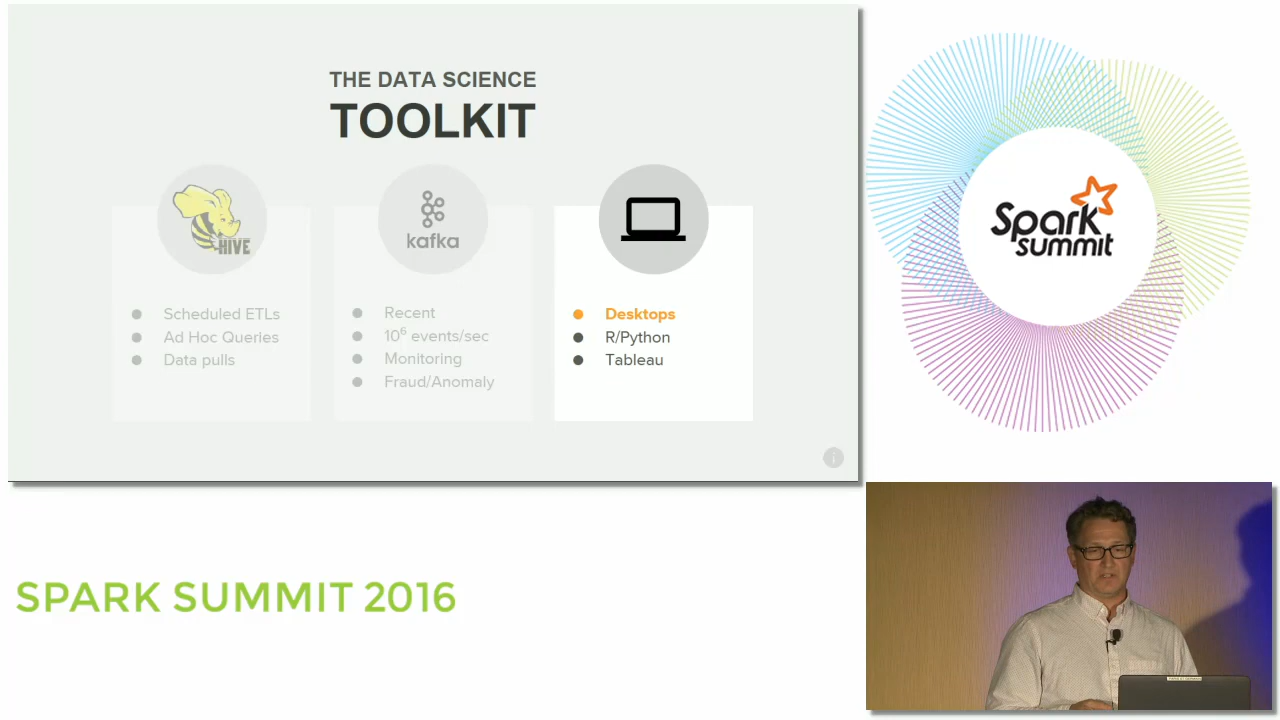 THE DATA SCIENCE
TOOLKIT
HIVE
Scheduled ETLs
Ad Hoc Queries
Data pulls
kafka
Recent
10⁶ events/sec
Monitoring
Fraud/Anomaly
Desktops
R/Python
Tableau
i
Spark
summit
SPARK SUMMIT 2016